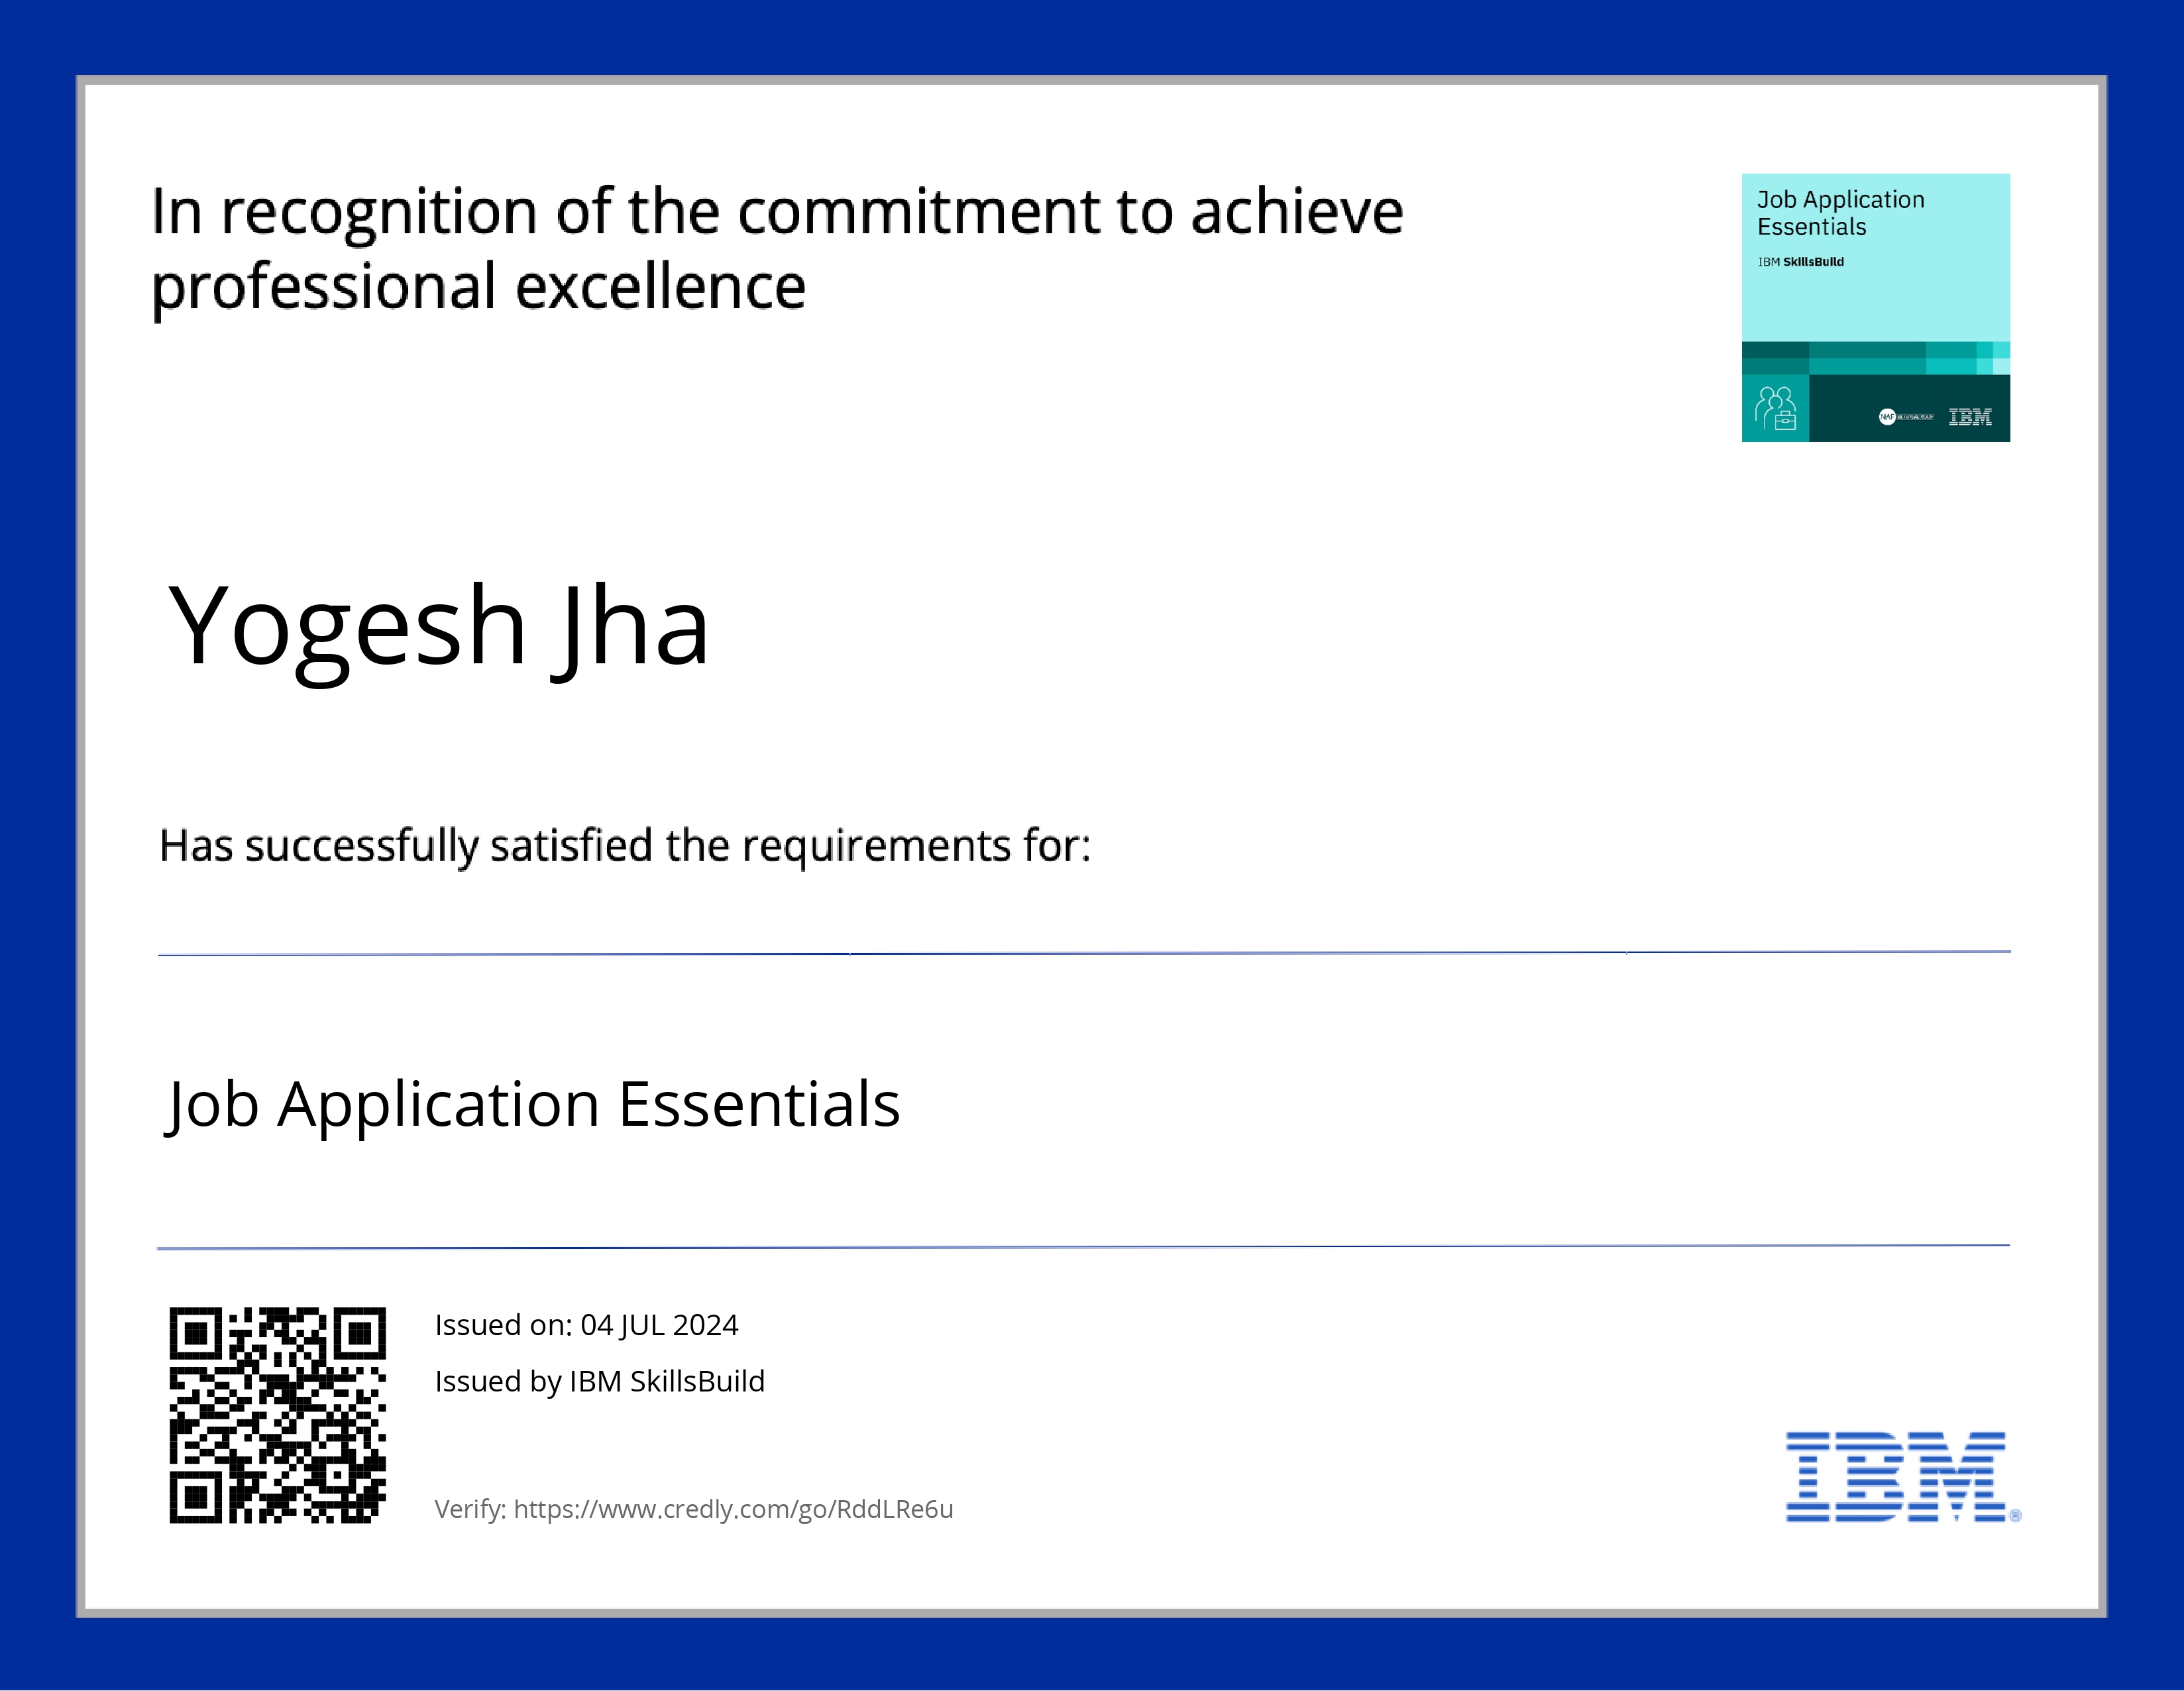 In recognition of the commitment to achieve
professional excellence
Job Application
Essentials
IBM SkillsBuild
NAF
IBM
Yogesh Jha
Has successfully satisfied the requirements for:
Job Application Essentials
Issued on: 04 JUL 2024
Issued by IBM SkillsBuild
Verify: https://www.credly.com/go/RddLRe6u
IBM®